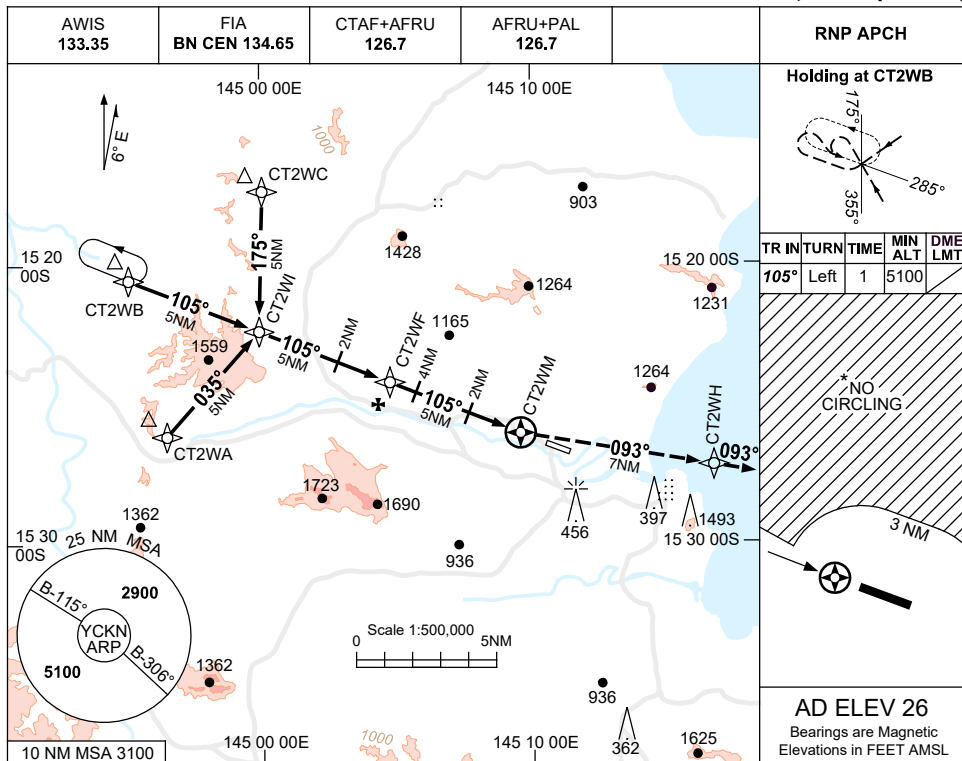 AWIS
133.35
FIA
BN CEN 134.65
CTAF+AFRU
126.7
AFRU+PAL
126.7
RNP APCH
145 00 00E
145 10 00E
6° E
1000
CT2WC
903
175°
5NM
1428
15 20
00S
15 20 00S
CT2WI
1264
1231
CT2WB
105°
5NM
105°
5NM
2NM
CT2WF
1165
1559
4NM
035°
5NM
105°
5NM
2NM
CT2WM
1264
CT2WH
CT2WA
093°
7NM
093°
1723
1690
456
397
1493
1362
15 30
00S
15 30 00S
936
25 NM MSA
2900
B-115°
YCKN
ARP
B-306°
5100
Scale 1:500,000
0
5NM
1362
936
362
1625
1000
10 NM MSA 3100
145 00 00E
145 10 00E
Holding at CT2WB
175°
285°
355°
TR IN TURN TIME MIN ALT DME LMT
105° Left 1 5100
*NO
CIRCLING
3 NM
AD ELEV 26
Bearings are Magnetic
Elevations in FEET AMSL